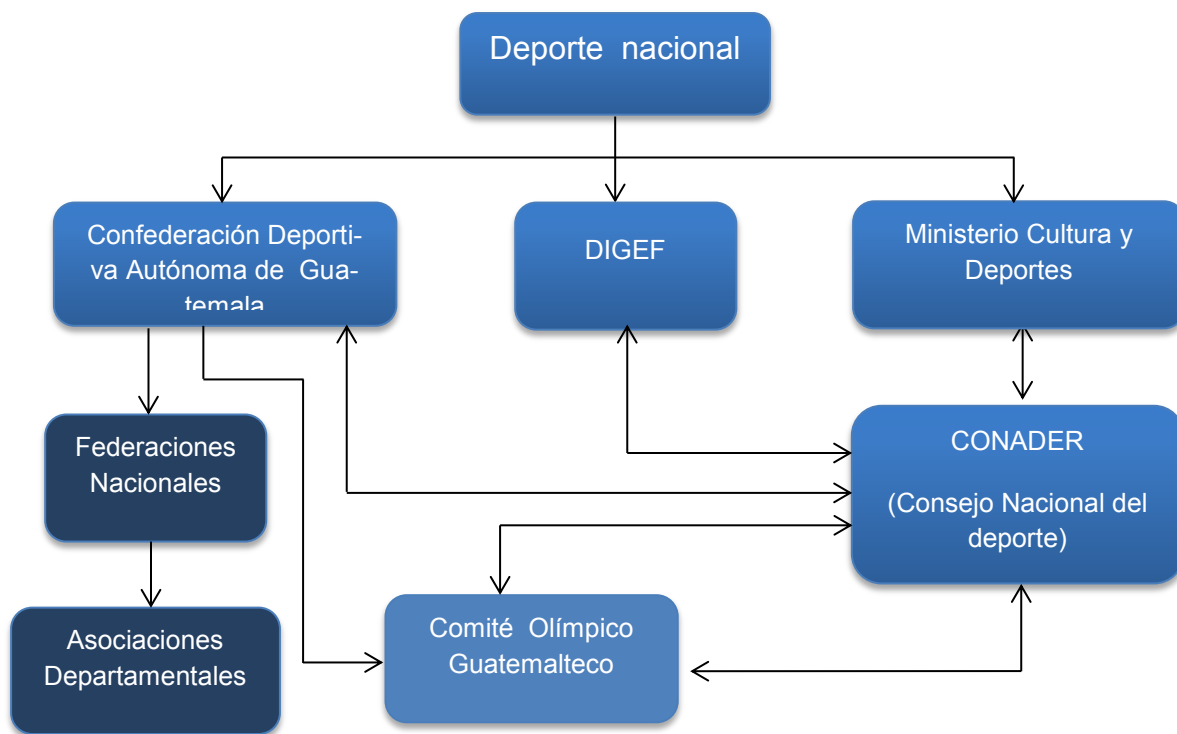 Deporte nacional
Confederación Deporti-
va Autónoma de Gua-
temala
DIGEF
Ministerio Cultura y
Deportes
Federaciones
Nacionales
CONADER
(Consejo Nacional del
deporte)
Asociaciones
Departamentales
Comité Olímpico
Guatemalteco